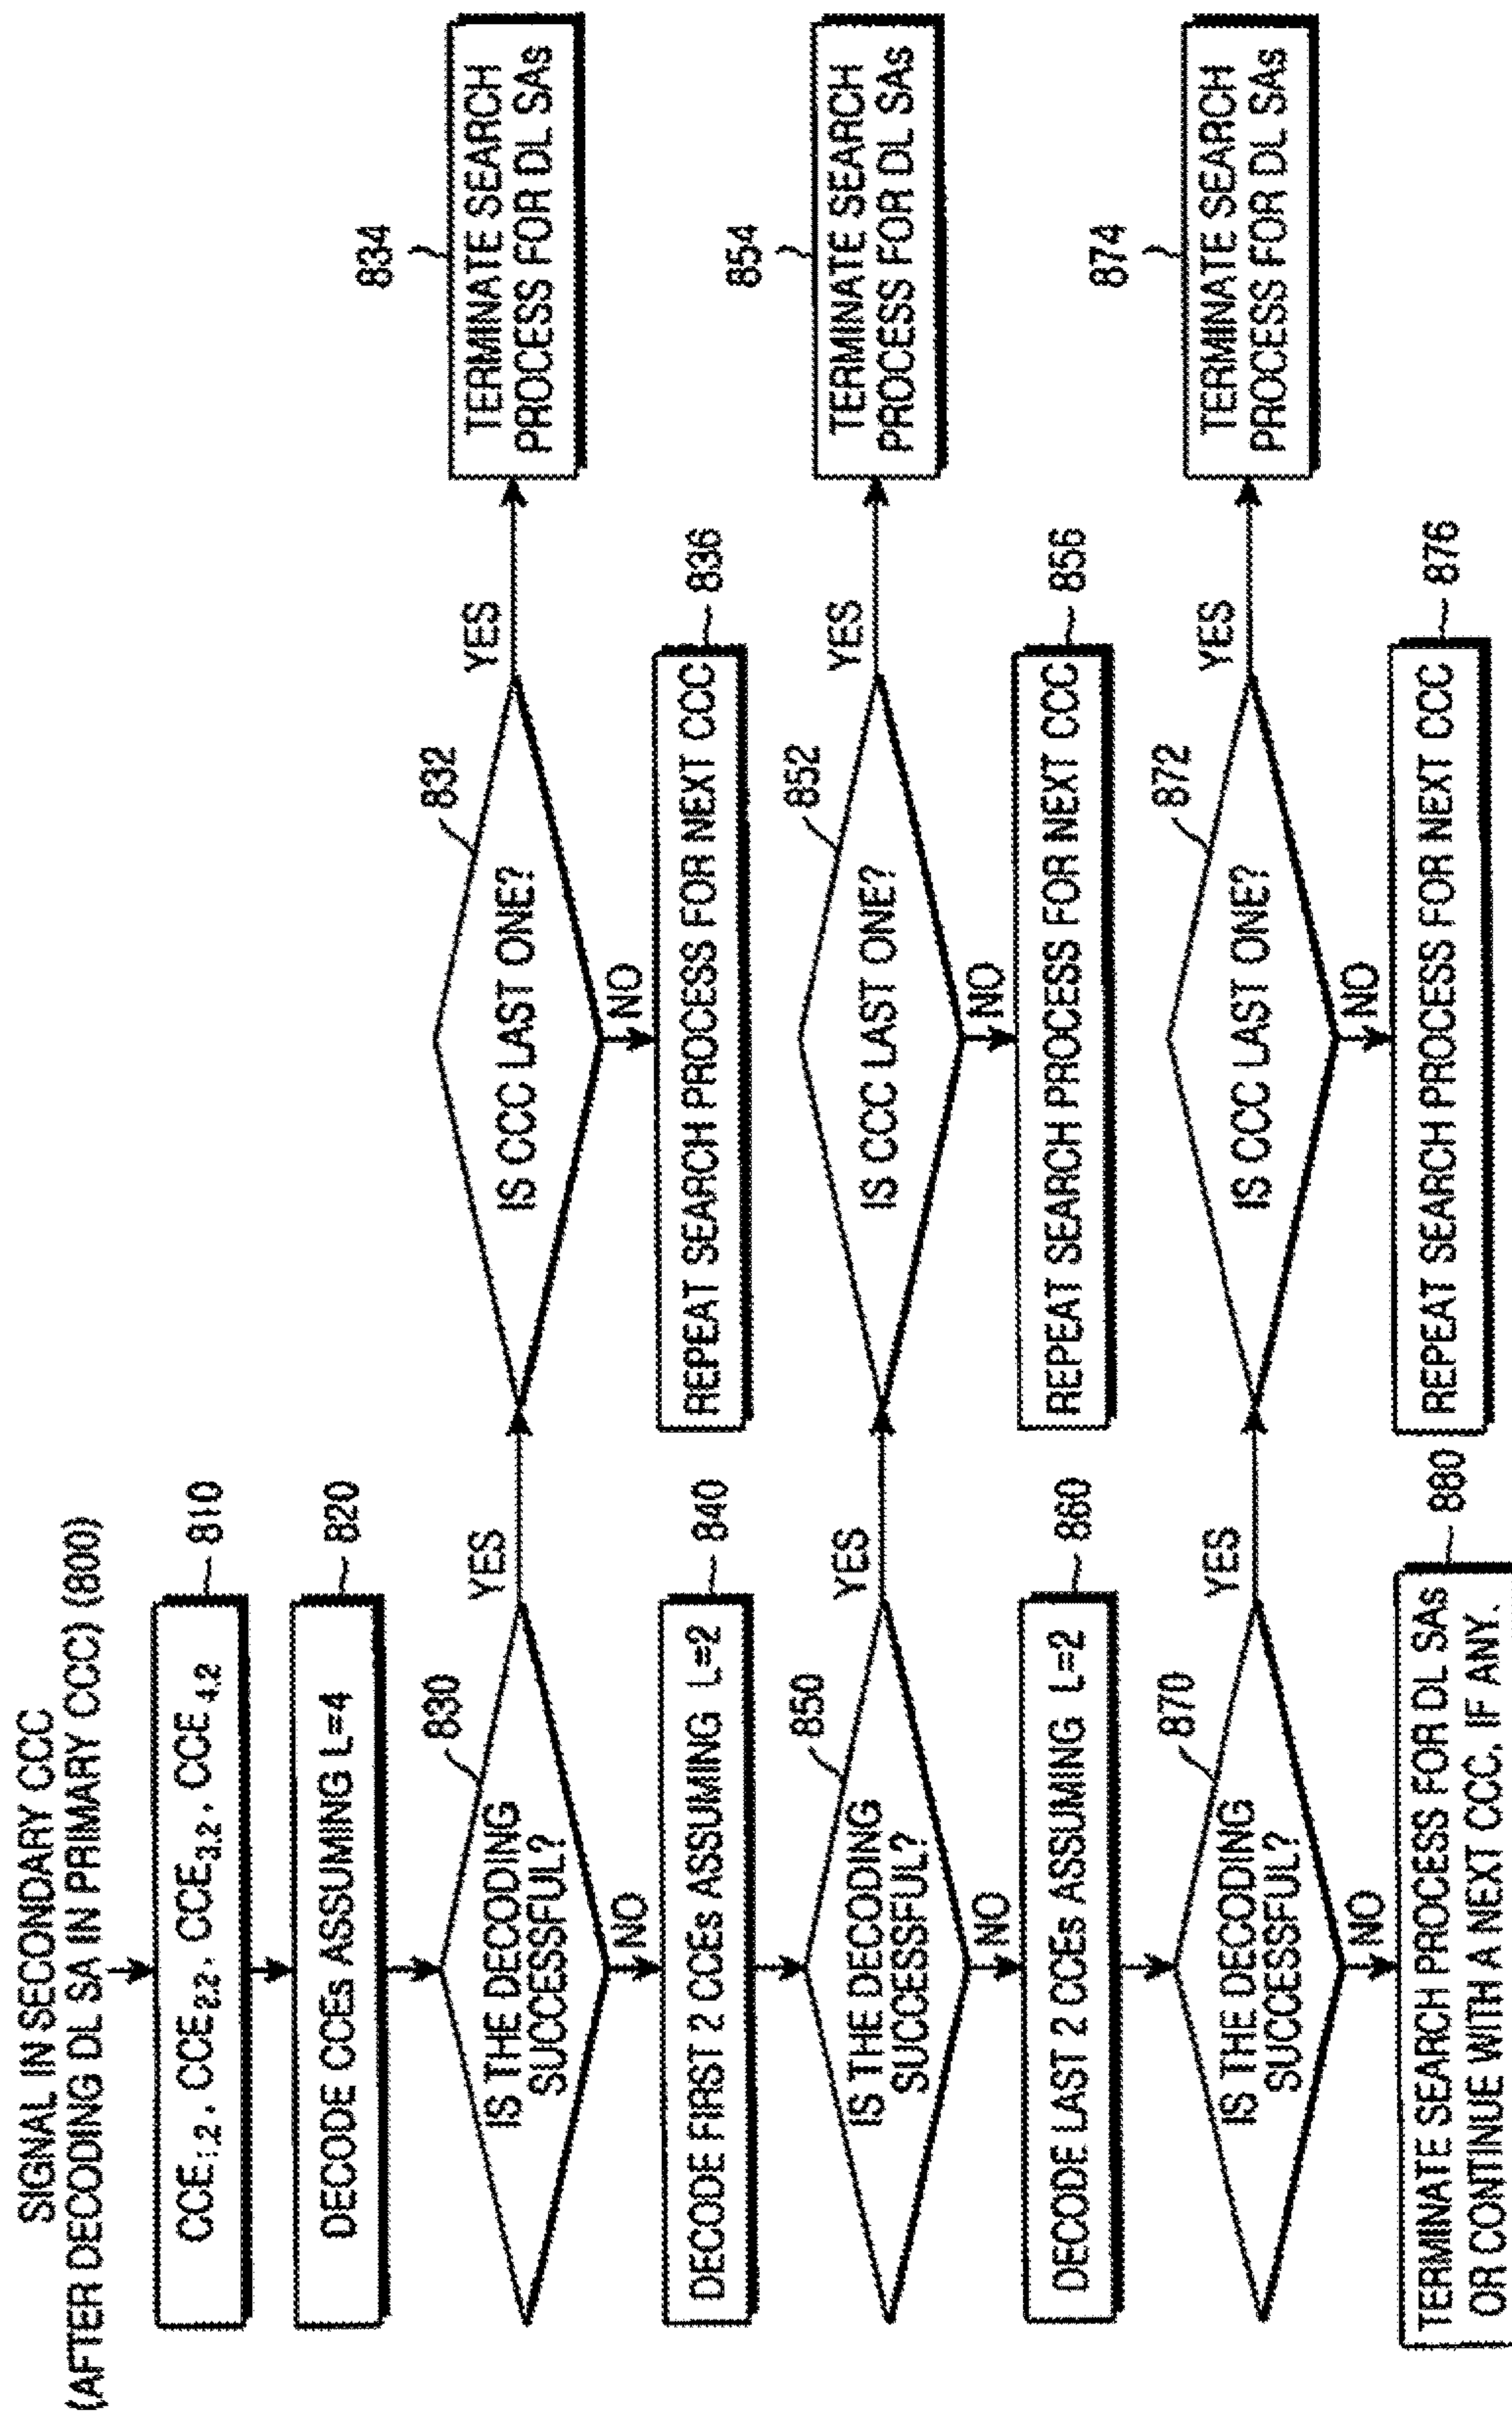 SIGNAL IN SECONDARY CCC
(AFTER DECODING DL SA IN PRIMARY CCC) (800)
CCE1,2, CCE2,2, CCE3,2, CCE4,2
810
DECODE CCEs ASSUMING L=4
820
IS THE DECODING
SUCCESSFUL?
830
YES
NO
IS CCC LAST ONE?
832
YES
NO
TERMINATE SEARCH
PROCESS FOR DL SAs
834
REPEAT SEARCH PROCESS FOR NEXT CCC
836
DECODE FIRST 2 CCEs ASSUMING L=2
840
IS THE DECODING
SUCCESSFUL?
850
YES
NO
IS CCC LAST ONE?
852
YES
NO
TERMINATE SEARCH
PROCESS FOR DL SAs
854
REPEAT SEARCH PROCESS FOR NEXT CCC
856
DECODE LAST 2 CCEs ASSUMING L=2
860
IS THE DECODING
SUCCESSFUL?
870
YES
NO
IS CCC LAST ONE?
872
YES
NO
TERMINATE SEARCH
PROCESS FOR DL SAs
874
REPEAT SEARCH PROCESS FOR NEXT CCC
876
TERMINATE SEARCH PROCESS FOR DL SAs
OR CONTINUE WITH A NEXT CCC, IF ANY.
880